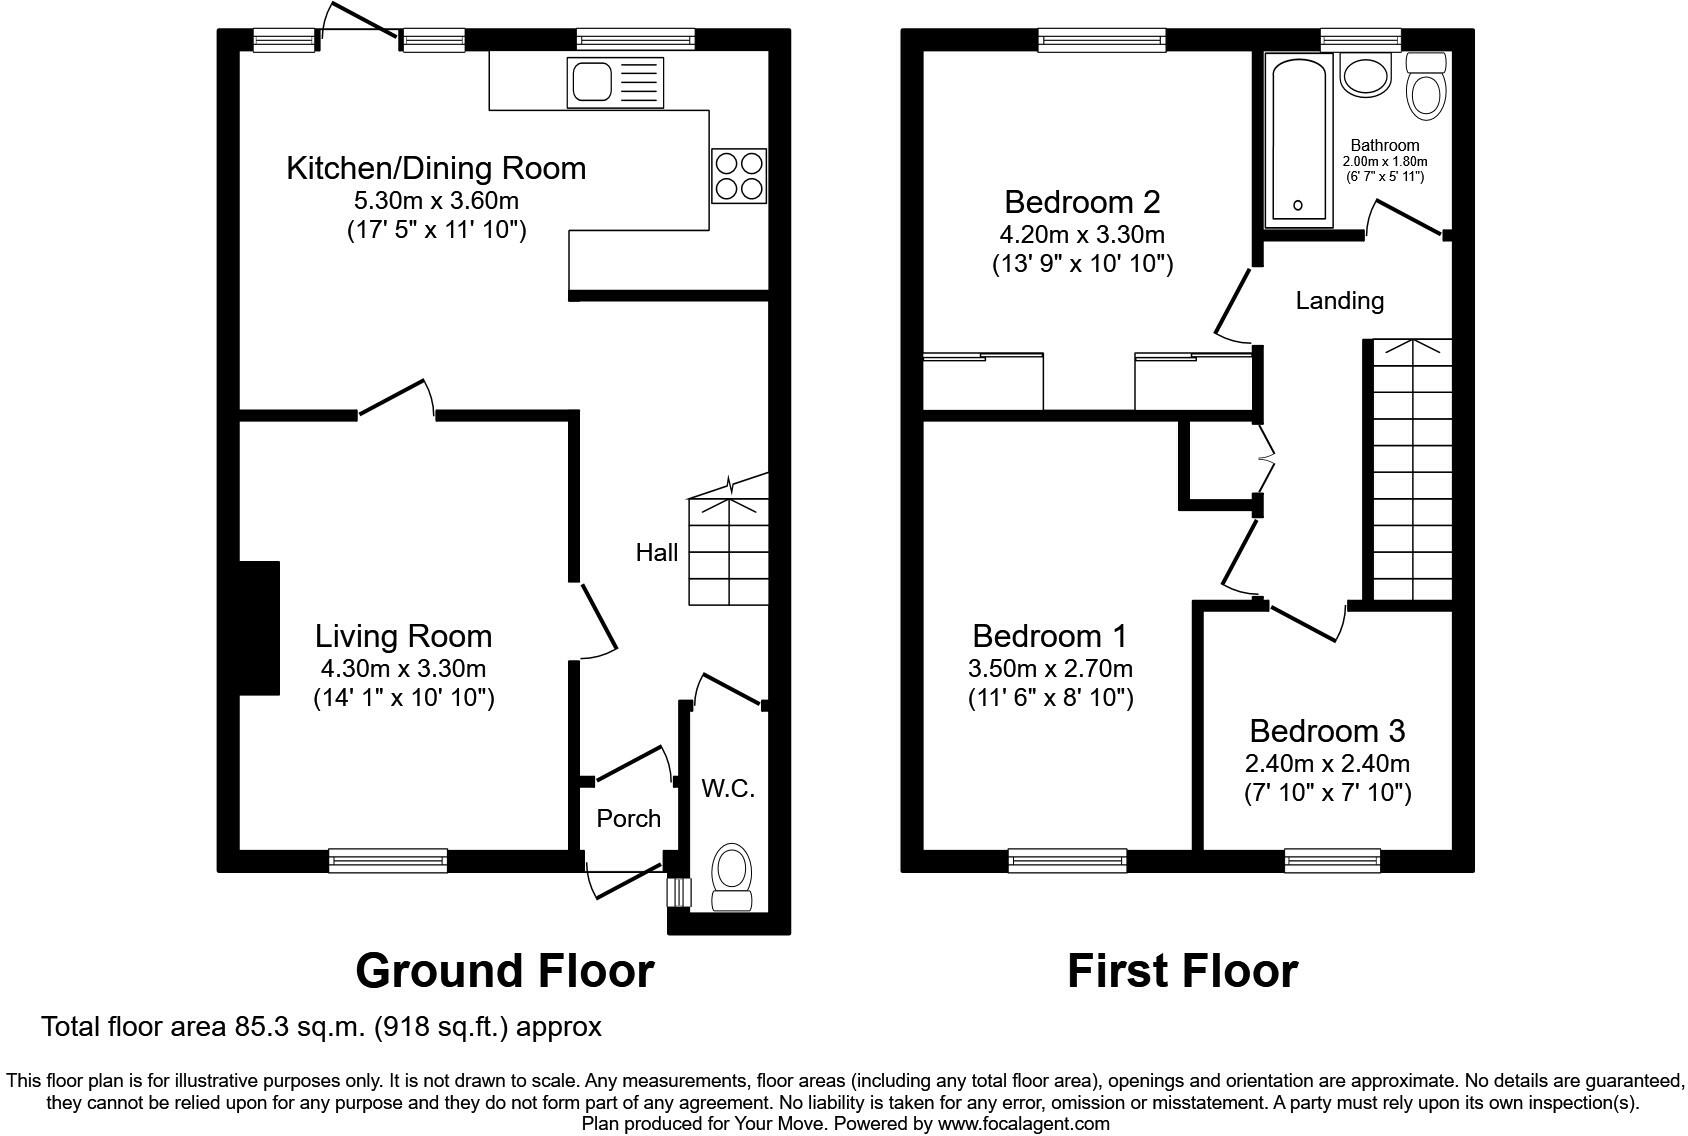 Kitchen/Dining Room
5.30m x 3.60m
(17' 5" x 11' 10")
Hall
Living Room
4.30m x 3.30m
(14' 1" x 10' 10")
W.C.
Porch
Ground Floor
Bedroom 2
4.20m x 3.30m
(13' 9" x 10' 10")
Bathroom
2.00m x 1.80m
(6' 7" x 5' 11")
Landing
Bedroom 1
3.50m x 2.70m
(11' 6" x 8' 10")
Bedroom 3
2.40m x 2.40m
(7' 10" x 7' 10")
First Floor
Total floor area 85.3 sq.m. (918 sq.ft.) approx
This floor plan is for illustrative purposes only. It is not drawn to scale. Any measurements, floor areas (including any total floor area), openings and orientation are approximate. No details are guaranteed,
they cannot be relied upon for any purpose and they do not form part of any agreement. No liability is taken for any error, omission or misstatement. A party must rely upon its own inspection(s).
Plan produced for Your Move. Powered by www.focalagent.com